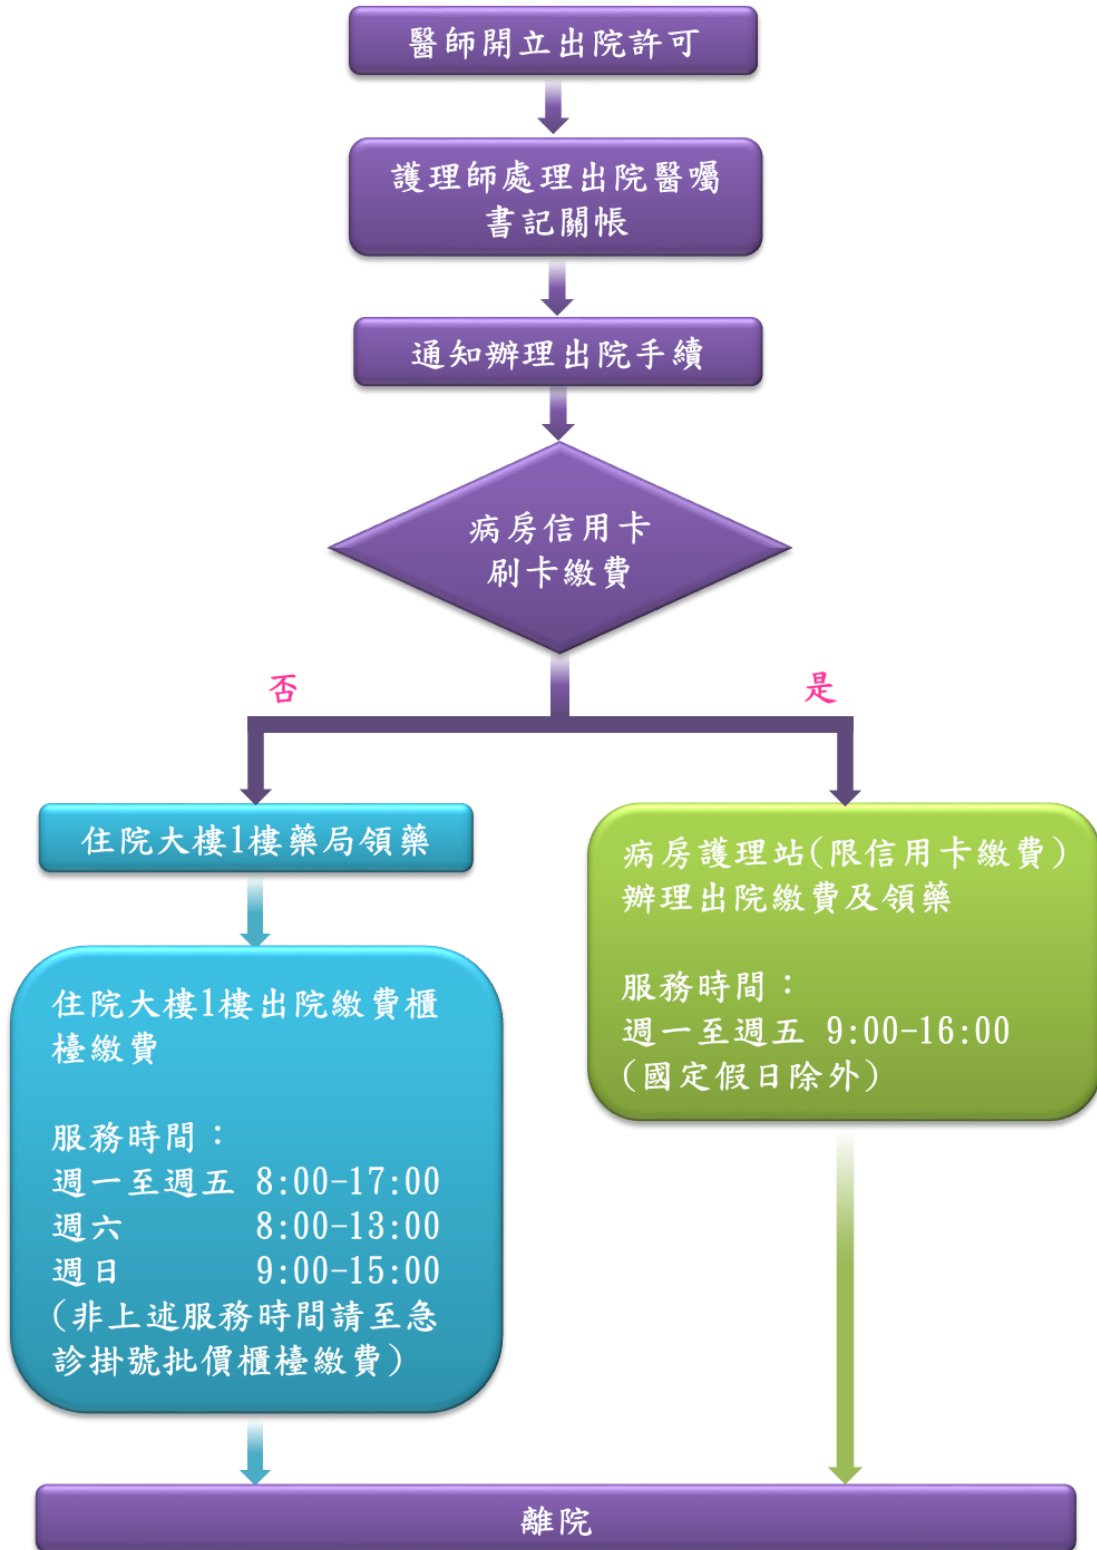 醫師開立出院許可
護理師處理出院醫囑
書記關帳
通知辦理出院手續
病房信用卡
刷卡繳費
否
是
住院大樓1樓藥局領藥
住院大樓1樓出院繳費櫃
檯繳費
服務時間：
週一至週五 8:00-17:00
週六 8:00-13:00
週日 9:00-15:00
(非上述服務時間請至急
診掛號批價櫃檯繳費)
病房護理站(限信用卡繳費)
辦理出院繳費及領藥
服務時間：
週一至週五 9:00-16:00
(國定假日除外)
離院